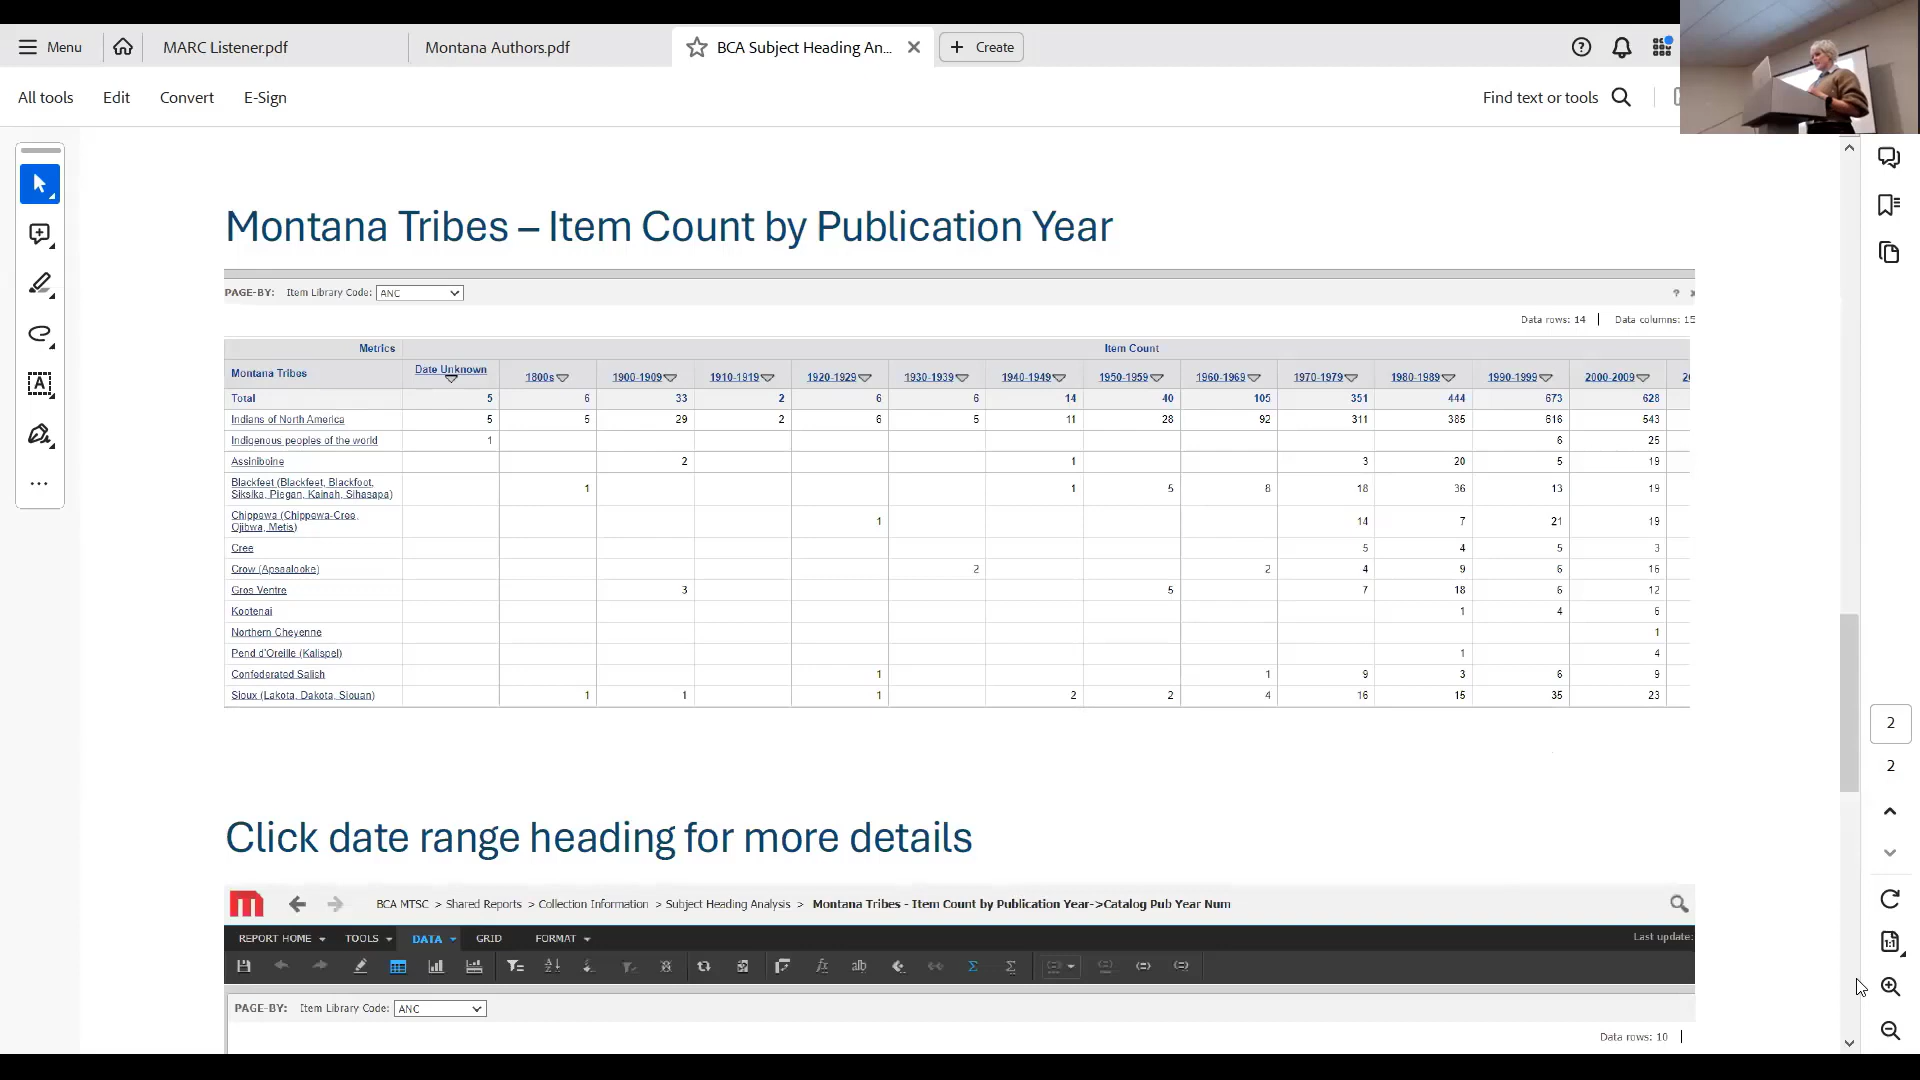 Menu
MARC Listener.pdf
Montana Authors.pdf
BCA Subject Heading An...
Create
All tools
Edit
Convert
E-Sign
Find text or tools
Montana Tribes – Item Count by Publication Year
PAGE-BY: Item Library Code: ANC
Data rows: 14 Data columns: 15
Metrics Item Count
Montana Tribes Date Unknown 1800s 1900-1909 1910-1919 1920-1929 1930-1939 1940-1949 1950-1959 1960-1969 1970-1979 1980-1989 1990-1999 2000-2009
Total 5 6 33 2 6 6 14 40 105 351 444 673 628
Indians of North America 5 5 29 2 6 5 11 28 92 311 385 616 543
Indigenous peoples of the world 1 6 25
Assiniboine 2 1 3 20 5 19
Blackfeet (Blackfeet, Blackfoot,
Siksika, Piegan, Kainah, Sihasapa) 1 1 5 8 18 36 13 19
Chippewa (Chippewa-Cree,
Ojibwa, Metis) 1 14 7 21 19
Cree 5 4 5 3
Crow (Apsaalooke) 2 2 4 9 6 16
Gros Ventre 3 5 7 18 6 12
Kootenai 1 4 6
Northern Cheyenne 1
Pend d'Oreille (Kalispel) 1 4
Confederated Salish 1 1 9 3 6 9
Sioux (Lakota, Dakota, Siouan) 1 1 1 2 2 4 16 15 35 23
2
2
Click date range heading for more details
BCA MTSC > Shared Reports > Collection Information > Subject Heading Analysis > Montana Tribes - Item Count by Publication Year->Catalog Pub Year Num
REPORT HOME TOOLS DATA GRID FORMAT Last update:
PAGE-BY: Item Library Code: ANC
Data rows: 10